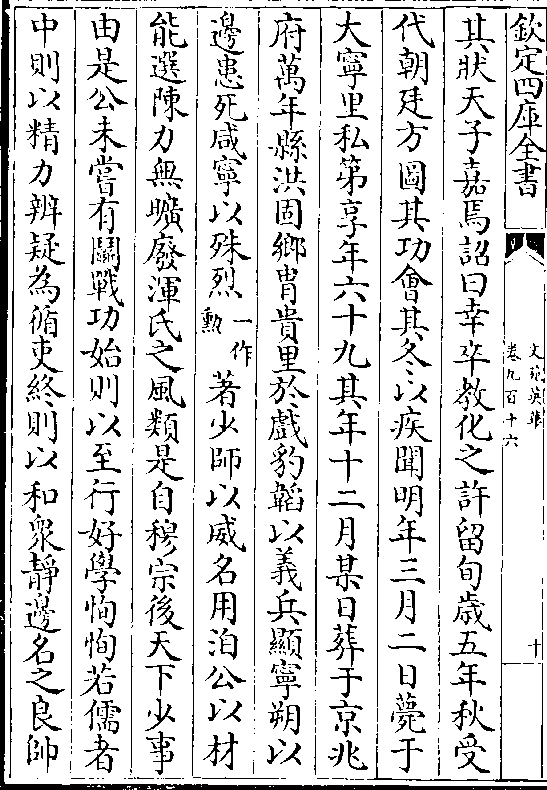 欽定四庫全書
文苑英華
卷九百十六
十
其狀天子嘉焉詔曰幸卒教化之許留旬歲五年秋受
代朝廷方圖其功會其冬以疾聞明年三月二日薨于
大寧里私第享年六十九其年十二月某日葬于京兆
府萬年縣洪固鄉胄貴里於戲豹韜以義兵顯寧朔以
邊患死咸寧以殊烈一作勲著少師以威名用洎公以材
能選陳力無曠廢渾氏之風類是自穆宗後天下少事
由是公未嘗有鬬戰功始則以至行好學恂恂若儒者
中則以精力辨疑為循吏終則以和衆靜邊名之良帥